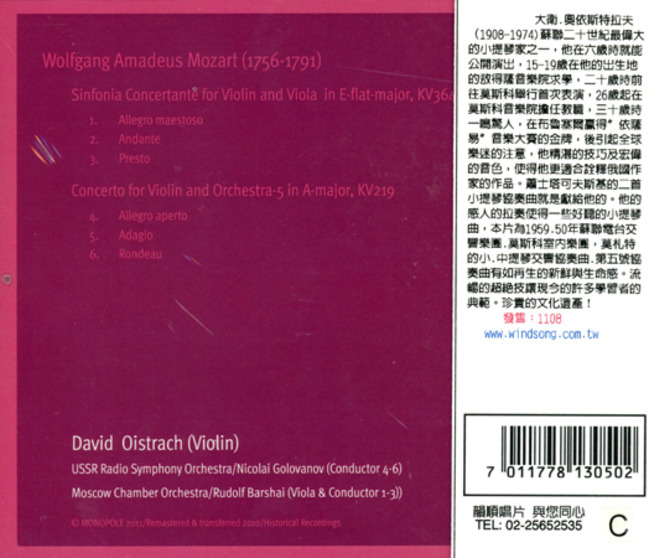 Wolfgang Amadeus Mozart (1756-1791)
Sinfonia Concertante for Violin and Viola in E-flat-major, KV364
1. Allegro maestoso
2. Andante
3. Presto
Concerto for Violin and Orchestra-5 in A-major, KV219
4. Allegro aperto
5. Adagio
6. Rondeau
David Oistrach (Violin)
USSR Radio Symphony Orchestra/Nicolai Golovanov (Conductor 4-6)
Moscow Chamber Orchestra/Rudolf Barshai (Viola & Conductor 1-3))
© MONOPOLE 2011/Remastered & transferred 2010/Historical Recordings
大衛.奧依斯特拉夫
(1908-1974)蘇聯二十世紀最偉大
的小提琴家之一，他在六歲時就能
公開演出，15-19歲在他的出生地
的敖得薩音樂院求學，二十歲時前
往莫斯科舉行首次表演，26歲起在
莫斯科音樂院擔任教職，三十歲時
一鳴驚人，在布魯塞爾贏得"依薩
易"音樂大賽的金牌，後引起全球
樂迷的注意，他精湛的技巧及宏偉
的音色，使得他更適合詮釋俄國作
家的作品。蕭士塔可夫斯基的二首
小提琴協奏曲就是獻給他的。他的
感人的拉奏使得一些好聽的小提琴
曲，本片為1959.50年蘇聯電台交
響樂團.莫斯科室內樂團，莫札特
的小.中提琴交響協奏曲.第五號協
奏曲有如再生的新鮮與生命感。流
暢的超絕技讓現今的許多學習者的
典範。珍貴的文化遺產！
發售：1108
www.windsong.com.tw
7 011778 130502
韻順唱片 與您同心
TEL: 02-25652535
C